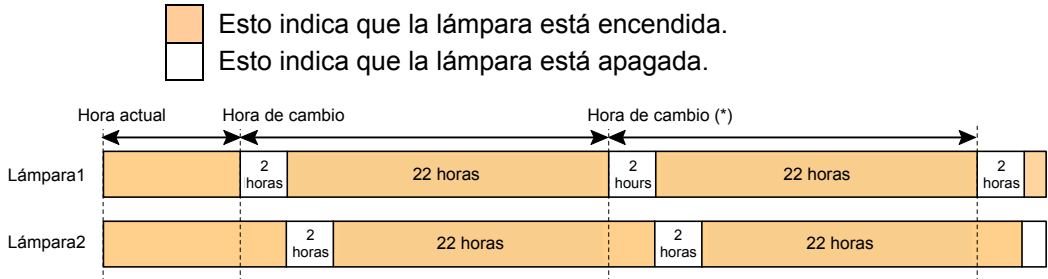 Esto indica que la lámpara está encendida.
Esto indica que la lámpara está apagada.
Hora actual
Hora de cambio
Hora de cambio (*)
Lámpara1
2
horas
22 horas
2
hours
22 horas
2
horas
Lámpara2
2
horas
22 horas
2
horas
22 horas